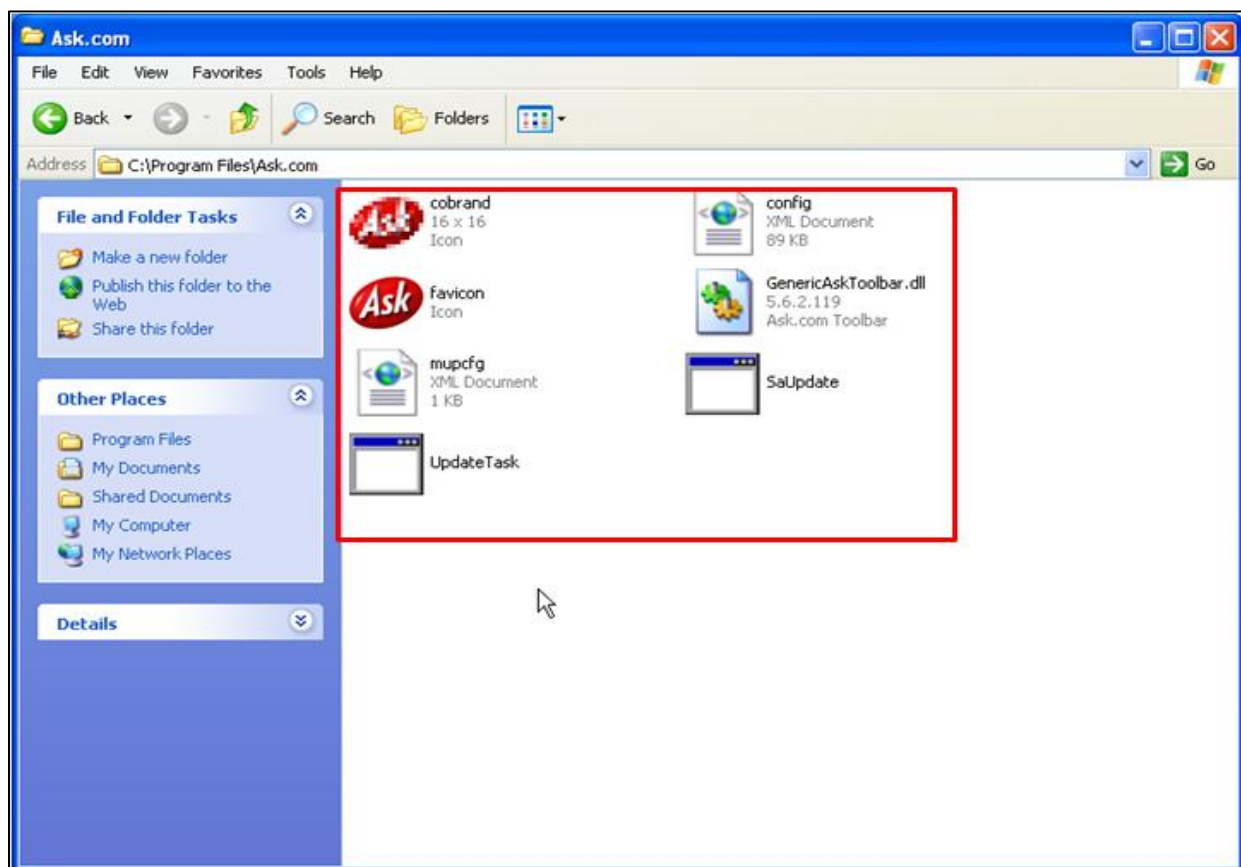 Ask.com
File Edit View Favorites Tools Help
Back Search Folders
Address C:\Program Files\Ask.com Go
File and Folder Tasks
Make a new folder
Publish this folder to the
Web
Share this folder
Other Places
Program Files
My Documents
Shared Documents
My Computer
My Network Places
Details
Ask
cobrand
16 x 16
Icon
config
XML Document
89 KB
Ask
favicon
Icon
GenericAskToolbar.dll
5.6.2.119
Ask.com Toolbar
mupcfg
XML Document
1 KB
SaUpdate
UpdateTask